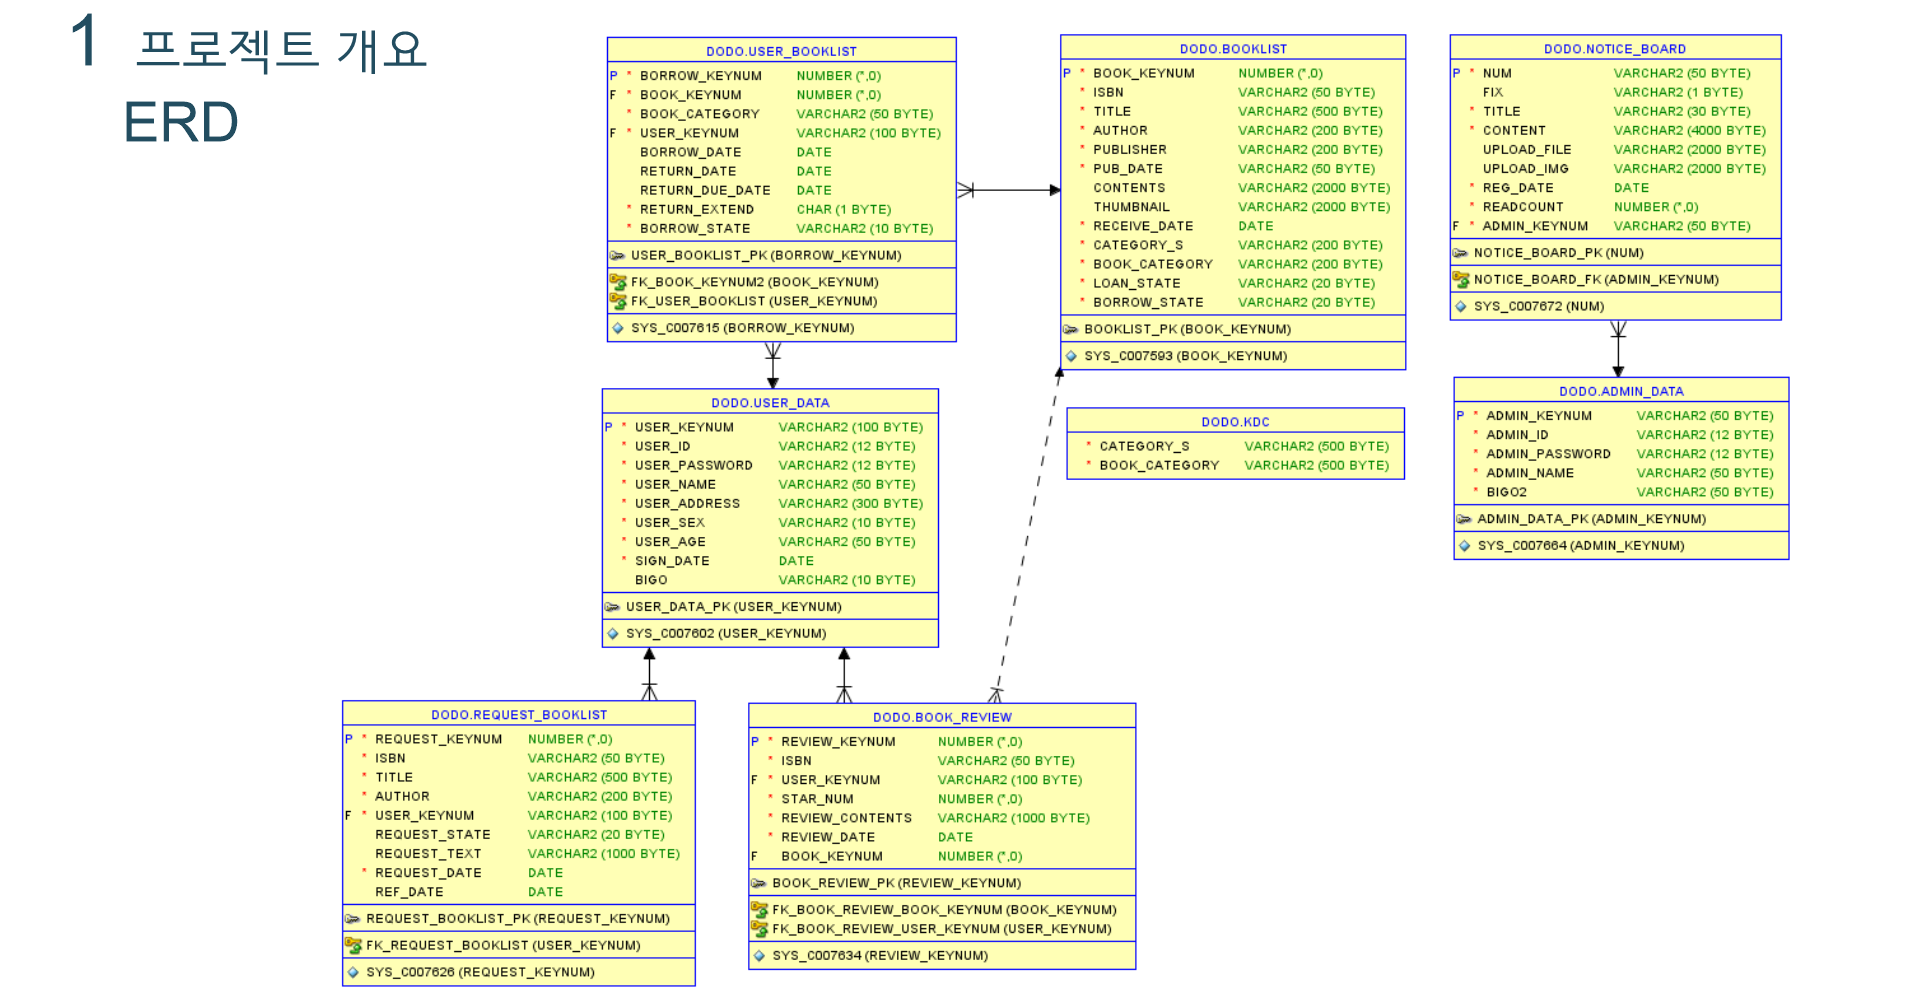 1 프로젝트 개요
ERD
DODO.USER_BOOKLIST
P * BORROW_KEYNUM NUMBER (*,0)
F * BOOK_KEYNUM NUMBER (*,0)
* BOOK_CATEGORY VARCHAR2 (50 BYTE)
F * USER_KEYNUM VARCHAR2 (100 BYTE)
BORROW_DATE DATE
RETURN_DATE DATE
RETURN_DUE_DATE DATE
* RETURN_EXTEND CHAR (1 BYTE)
* BORROW_STATE VARCHAR2 (10 BYTE)
USER_BOOKLIST_PK (BORROW_KEYNUM)
FK_BOOK_KEYNUM2 (BOOK_KEYNUM)
FK_USER_BOOKLIST (USER_KEYNUM)
SYS_C007615 (BORROW_KEYNUM)
DODO.BOOKLIST
P * BOOK_KEYNUM NUMBER (*,0)
* ISBN VARCHAR2 (50 BYTE)
* TITLE VARCHAR2 (500 BYTE)
* AUTHOR VARCHAR2 (200 BYTE)
* PUBLISHER VARCHAR2 (200 BYTE)
* PUB_DATE VARCHAR2 (50 BYTE)
CONTENTS VARCHAR2 (2000 BYTE)
THUMBNAIL VARCHAR2 (2000 BYTE)
* RECEIVE_DATE DATE
* CATEGORY_S VARCHAR2 (200 BYTE)
* BOOK_CATEGORY VARCHAR2 (200 BYTE)
* LOAN_STATE VARCHAR2 (20 BYTE)
* BORROW_STATE VARCHAR2 (20 BYTE)
BOOKLIST_PK (BOOK_KEYNUM)
SYS_C007593 (BOOK_KEYNUM)
DODO.NOTICE_BOARD
P * NUM VARCHAR2 (50 BYTE)
FIX VARCHAR2 (1 BYTE)
* TITLE VARCHAR2 (30 BYTE)
* CONTENT VARCHAR2 (4000 BYTE)
UPLOAD_FILE VARCHAR2 (2000 BYTE)
UPLOAD_IMG VARCHAR2 (2000 BYTE)
* REG_DATE DATE
* READCOUNT NUMBER (*,0)
F * ADMIN_KEYNUM VARCHAR2 (50 BYTE)
NOTICE_BOARD_PK (NUM)
NOTICE_BOARD_FK (ADMIN_KEYNUM)
SYS_C007672 (NUM)
DODO.USER_DATA
P * USER_KEYNUM VARCHAR2 (100 BYTE)
* USER_ID VARCHAR2 (12 BYTE)
* USER_PASSWORD VARCHAR2 (12 BYTE)
* USER_NAME VARCHAR2 (50 BYTE)
* USER_ADDRESS VARCHAR2 (300 BYTE)
* USER_SEX VARCHAR2 (10 BYTE)
* USER_AGE VARCHAR2 (50 BYTE)
* SIGN_DATE DATE
BIGO VARCHAR2 (10 BYTE)
USER_DATA_PK (USER_KEYNUM)
SYS_C007602 (USER_KEYNUM)
DODO.KDC
* CATEGORY_S VARCHAR2 (500 BYTE)
* BOOK_CATEGORY VARCHAR2 (500 BYTE)
DODO.ADMIN_DATA
P * ADMIN_KEYNUM VARCHAR2 (50 BYTE)
* ADMIN_ID VARCHAR2 (12 BYTE)
* ADMIN_PASSWORD VARCHAR2 (12 BYTE)
* ADMIN_NAME VARCHAR2 (50 BYTE)
* BIGO2 VARCHAR2 (50 BYTE)
ADMIN_DATA_PK (ADMIN_KEYNUM)
SYS_C007664 (ADMIN_KEYNUM)
DODO.REQUEST_BOOKLIST
P * REQUEST_KEYNUM NUMBER (*,0)
* ISBN VARCHAR2 (50 BYTE)
* TITLE VARCHAR2 (500 BYTE)
* AUTHOR VARCHAR2 (200 BYTE)
F * USER_KEYNUM VARCHAR2 (100 BYTE)
REQUEST_STATE VARCHAR2 (20 BYTE)
REQUEST_TEXT VARCHAR2 (1000 BYTE)
* REQUEST_DATE DATE
REF_DATE DATE
REQUEST_BOOKLIST_PK (REQUEST_KEYNUM)
FK_REQUEST_BOOKLIST (USER_KEYNUM)
SYS_C007626 (REQUEST_KEYNUM)
DODO.BOOK_REVIEW
P * REVIEW_KEYNUM NUMBER (*,0)
* ISBN VARCHAR2 (50 BYTE)
F * USER_KEYNUM VARCHAR2 (100 BYTE)
* STAR_NUM NUMBER (*,0)
* REVIEW_CONTENTS VARCHAR2 (1000 BYTE)
* REVIEW_DATE DATE
F BOOK_KEYNUM NUMBER (*,0)
BOOK_REVIEW_PK (REVIEW_KEYNUM)
FK_BOOK_REVIEW_BOOK_KEYNUM (BOOK_KEYNUM)
FK_BOOK_REVIEW_USER_KEYNUM (USER_KEYNUM)
SYS_C007634 (REVIEW_KEYNUM)